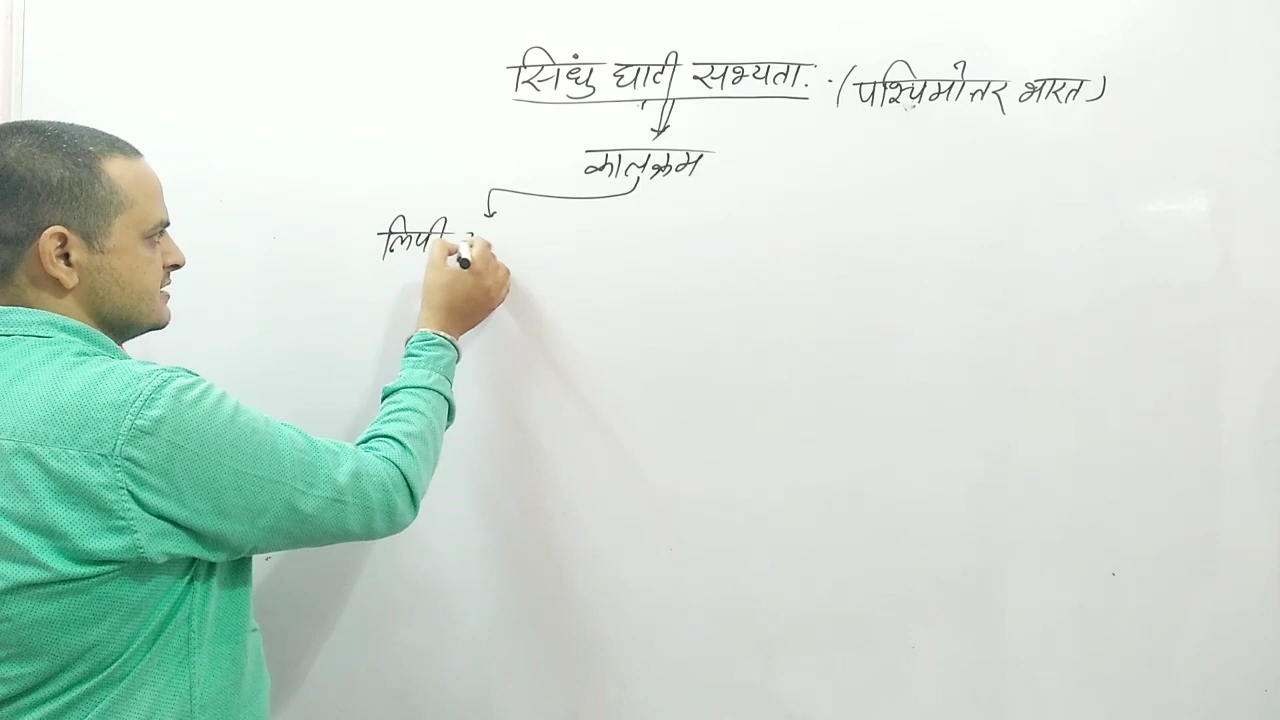 सिंधु घाटी सभ्यता. (पश्चिमोत्तर भारत)
कालक्रम
लिपी